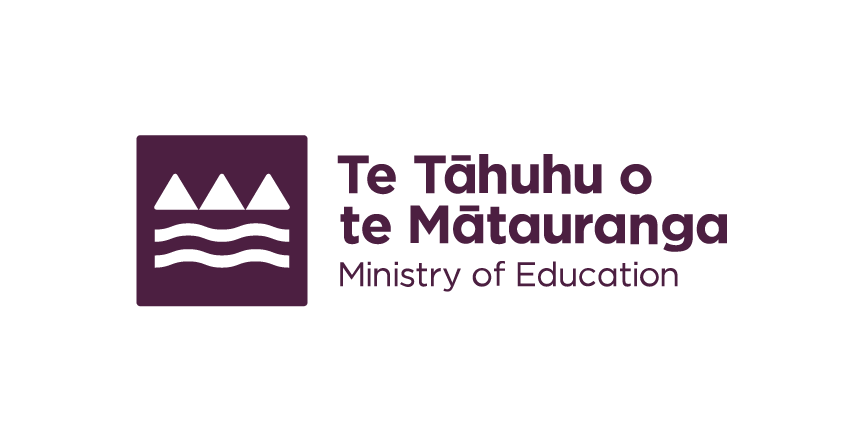 Te Tāhuhu o
te Mātauranga
Ministry of Education